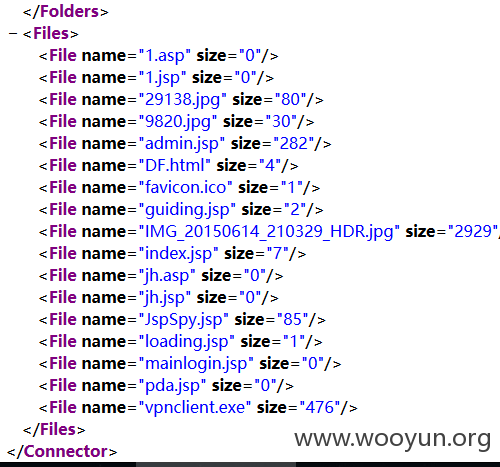 </Folders>
− <Files>
<File name="1.asp" size="0"/>
<File name="1.jsp" size="0"/>
<File name="29138.jpg" size="80"/>
<File name="9820.jpg" size="30"/>
<File name="admin.jsp" size="282"/>
<File name="DF.html" size="4"/>
<File name="favicon.ico" size="1"/>
<File name="guiding.jsp" size="2"/>
<File name="IMG_20150614_210329_HDR.jpg" size="2929"/
<File name="index.jsp" size="7"/>
<File name="jh.asp" size="0"/>
<File name="jh.jsp" size="0"/>
<File name="JspSpy.jsp" size="85"/>
<File name="loading.jsp" size="1"/>
<File name="mainlogin.jsp" size="0"/>
<File name="pda.jsp" size="0"/>
<File name="vpnclient.exe" size="476"/>
</Files>
www.wooyun.org
</Connector>